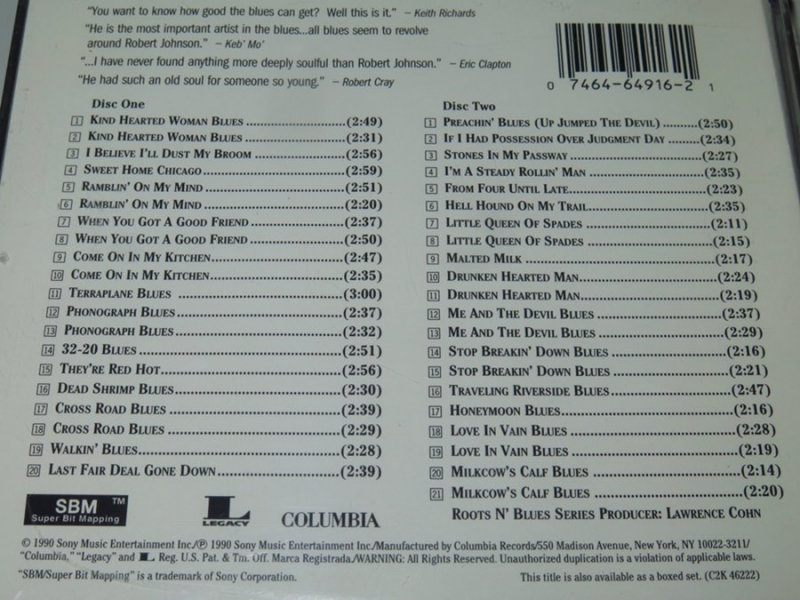 "You want to know how good the blues can get? Well this is it." – Keith Richards
"He is the most important artist in the blues...all blues seem to revolve
around Robert Johnson." – Keb' Mo'
"...I have never found anything more deeply soulful than Robert Johnson." – Eric Clapton
"He had such an old soul for someone so young." – Robert Cray
0 7464-64916-2 1
Disc One
1 Kind Hearted Woman Blues (2:49)
2 Kind Hearted Woman Blues (2:31)
3 I Believe I'll Dust My Broom (2:56)
4 Sweet Home Chicago (2:59)
5 Ramblin' On My Mind (2:51)
6 Ramblin' On My Mind (2:20)
7 When You Got A Good Friend (2:37)
8 When You Got A Good Friend (2:50)
9 Come On In My Kitchen (2:47)
10 Come On In My Kitchen (2:35)
11 Terraplane Blues (3:00)
12 Phonograph Blues (2:37)
13 Phonograph Blues (2:32)
14 32-20 Blues (2:51)
15 They're Red Hot (2:56)
16 Dead Shrimp Blues (2:30)
17 Cross Road Blues (2:39)
18 Cross Road Blues (2:29)
19 Walkin' Blues (2:28)
20 Last Fair Deal Gone Down (2:39)
Disc Two
1 Preachin' Blues (Up Jumped The Devil) (2:50)
2 If I Had Possession Over Judgment Day (2:34)
3 Stones In My Passway (2:27)
4 I'm A Steady Rollin' Man (2:35)
5 From Four Until Late (2:23)
6 Hell Hound On My Trail (2:35)
7 Little Queen Of Spades (2:11)
8 Little Queen Of Spades (2:15)
9 Malted Milk (2:17)
10 Drunken Hearted Man (2:24)
11 Drunken Hearted Man (2:19)
12 Me And The Devil Blues (2:37)
13 Me And The Devil Blues (2:29)
14 Stop Breakin' Down Blues (2:16)
15 Stop Breakin' Down Blues (2:21)
16 Traveling Riverside Blues (2:47)
17 Honeymoon Blues (2:16)
18 Love In Vain Blues (2:28)
19 Love In Vain Blues (2:19)
20 Milkcow's Calf Blues (2:14)
21 Milkcow's Calf Blues (2:20)
Roots N' Blues Series Producer: Lawrence Cohn
SBM™
Super Bit Mapping
L
LEGACY
COLUMBIA
© 1990 Sony Music Entertainment Inc./℗ 1990 Sony Music Entertainment Inc./Manufactured by Columbia Records/550 Madison Avenue, New York, NY 10022-3211/
"Columbia," "Legacy" and L Reg. U.S. Pat. & Tm. Off. Marca Registrada./WARNING: All Rights Reserved. Unauthorized duplication is a violation of applicable laws.
"SBM/Super Bit Mapping" is a trademark of Sony Corporation.
This title is also available as a boxed set. (C2K 46222)